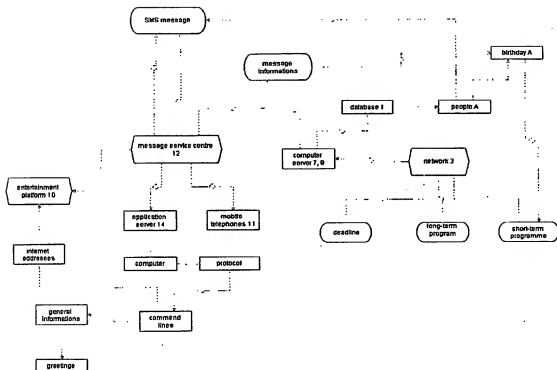 SMS message
birthday A
message
informations
database 1
people A
message service centre
12
computer
server 7, 9
network 3
entertainment
platform 10
application
server 14
mobile
telephones 11
deadline
long-term
program
short-term
programme
internet
addresses
computer
protocol
general
informations
command
lines
greetings